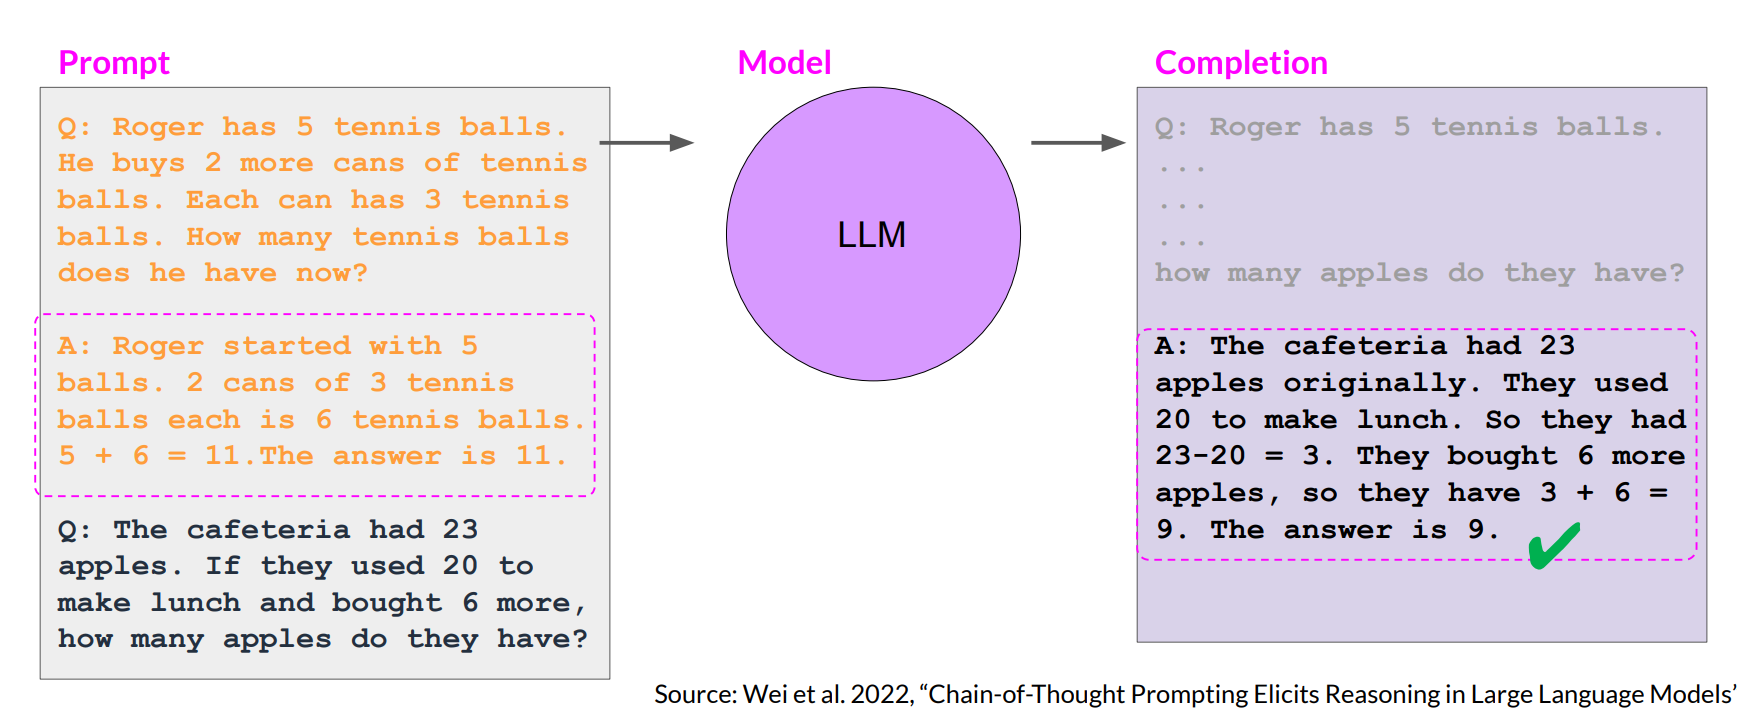 Prompt
Q: Roger has 5 tennis balls.
He buys 2 more cans of tennis
balls. Each can has 3 tennis
balls. How many tennis balls
does he have now?
A: Roger started with 5
balls. 2 cans of 3 tennis
balls each is 6 tennis balls.
5 + 6 = 11.The answer is 11.
Q: The cafeteria had 23
apples. If they used 20 to
make lunch and bought 6 more,
how many apples do they have?
Model
LLM
Completion
Q: Roger has 5 tennis balls.
...
...
...
how many apples do they have?
A: The cafeteria had 23
apples originally. They used
20 to make lunch. So they had
23-20 = 3. They bought 6 more
apples, so they have 3 + 6 =
9. The answer is 9.
Source: Wei et al. 2022, “Chain-of-Thought Prompting Elicits Reasoning in Large Language Models’